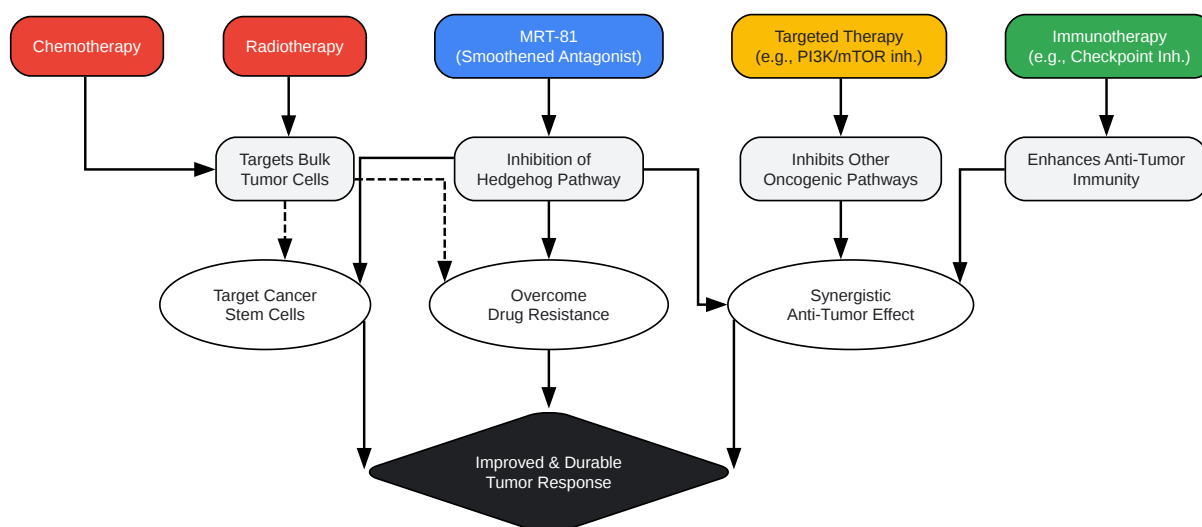 Chemotherapy
Radiotherapy
MRT-81
(Smoothened Antagonist)
Targeted Therapy
(e.g., PI3K/mTOR inh.)
Immunotherapy
(e.g., Checkpoint Inh.)
Targets Bulk
Tumor Cells
Inhibition of
Hedgehog Pathway
Inhibits Other
Oncogenic Pathways
Enhances Anti-Tumor
Immunity
Target Cancer
Stem Cells
Overcome
Drug Resistance
Synergistic
Anti-Tumor Effect
Improved & Durable
Tumor Response